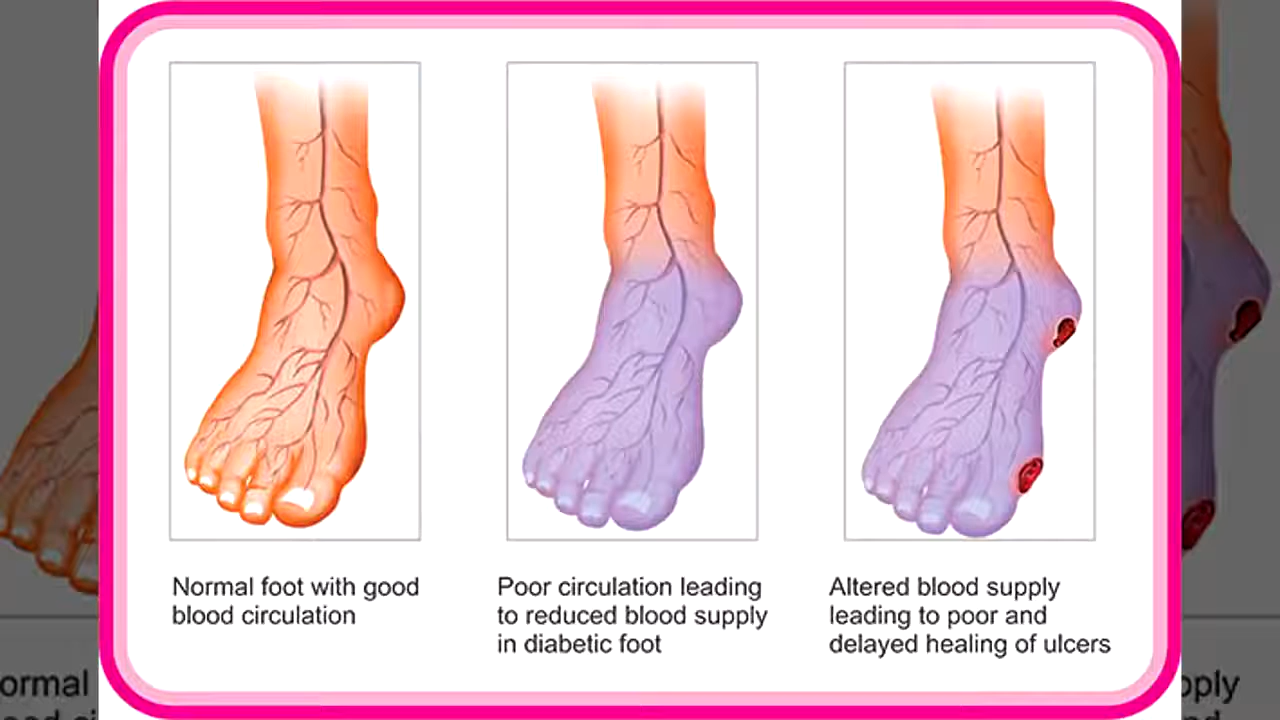 Normal foot with good
blood circulation
Poor circulation leading
to reduced blood supply
in diabetic foot
Altered blood supply
leading to poor and
delayed healing of ulcers